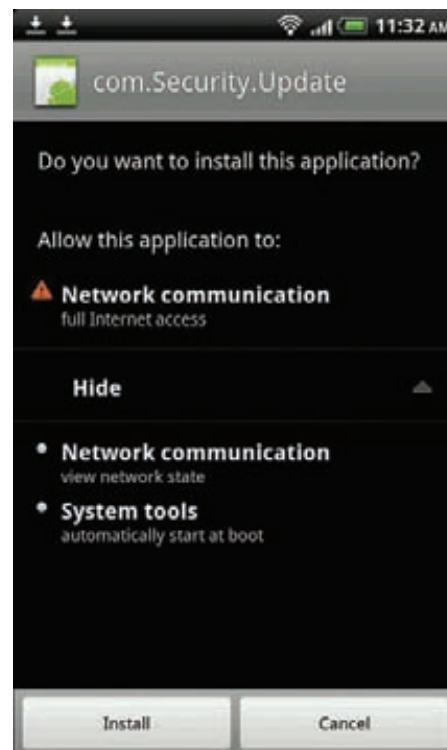 11:32 AM
com.Security.Update
Do you want to install this application?
Allow this application to:
Network communication
full Internet access
Hide
Network communication
view network state
System tools
automatically start at boot
Install
Cancel